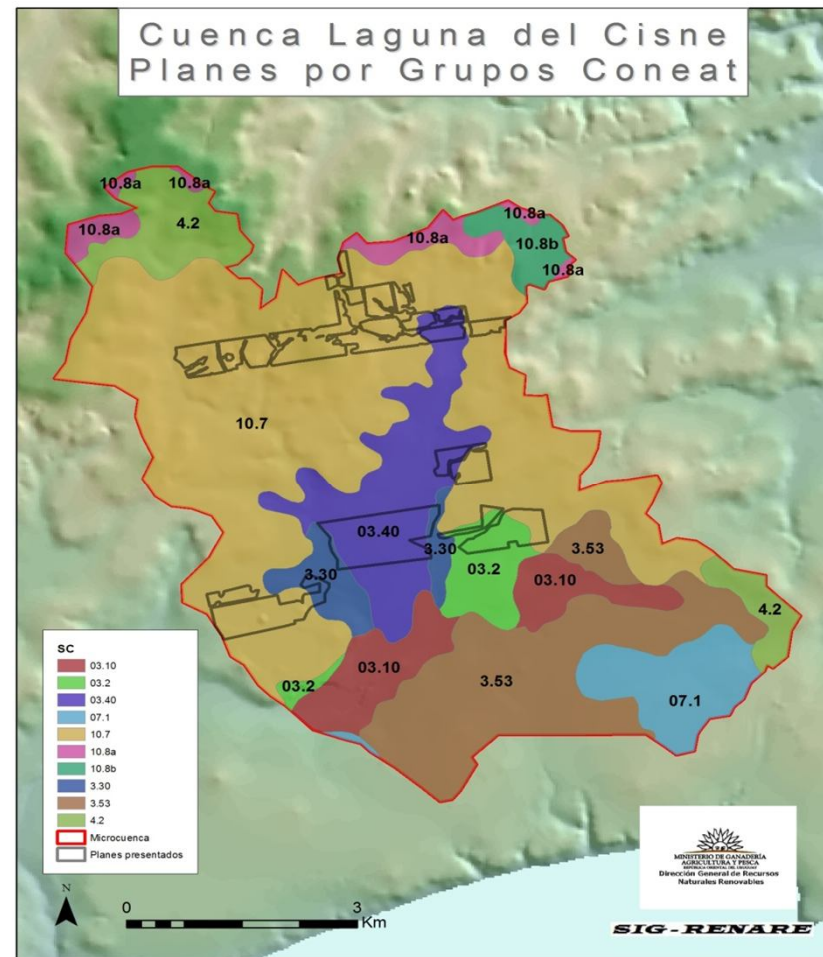 Cuenca Laguna del Cisne
Planes por Grupos Coneat
10.8a
10.8a
10.8a
4.2
10.8a
10.8a
10.8b
10.8a
10.7
03.40
3.30
3.30
03.2
3.53
03.10
4.2
03.10
03.2
3.53
07.1
SC
03.10
03.2
03.40
07.1
10.7
10.8a
10.8b
3.30
3.53
4.2
Microcuenca
Planes presentados
N
0
3
Km
MINISTERIO DE GANADERÍA
AGRICULTURA Y PESCA
REPÚBLICA ORIENTAL DEL URUGUAY
Dirección General de Recursos
Naturales Renovables
SIG-RENARE